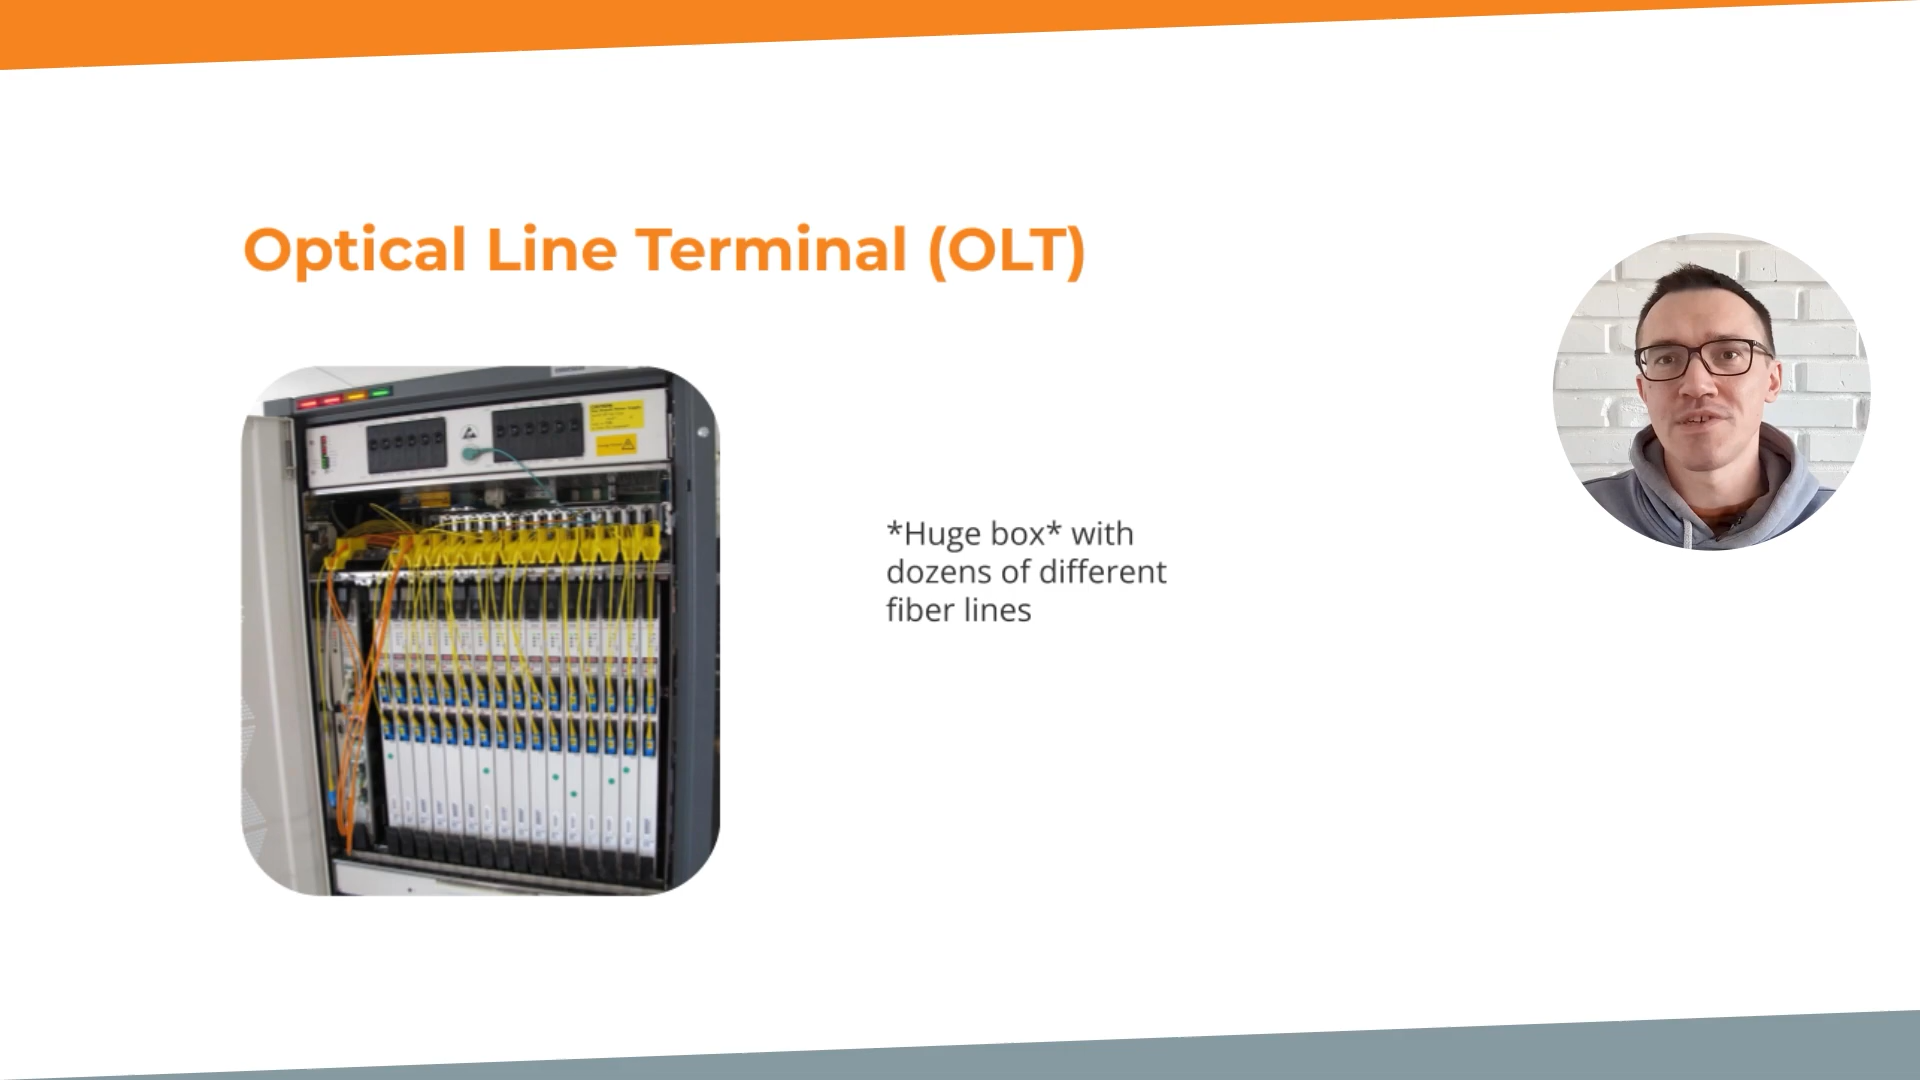 Optical Line Terminal (OLT)
*Huge box* with
dozens of different
fiber lines